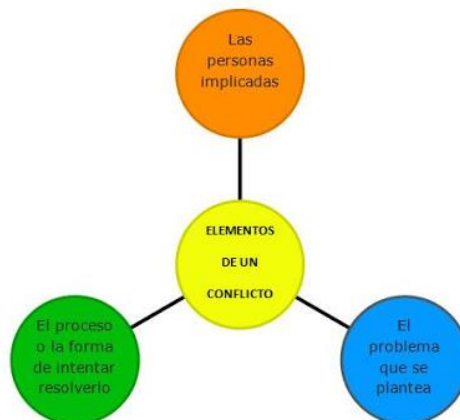 Las
personas
implicadas
ELEMENTOS
DE UN
CONFLICTO
El proceso
o la forma
de intentar
resolverlo
El
problema
que se
plantea